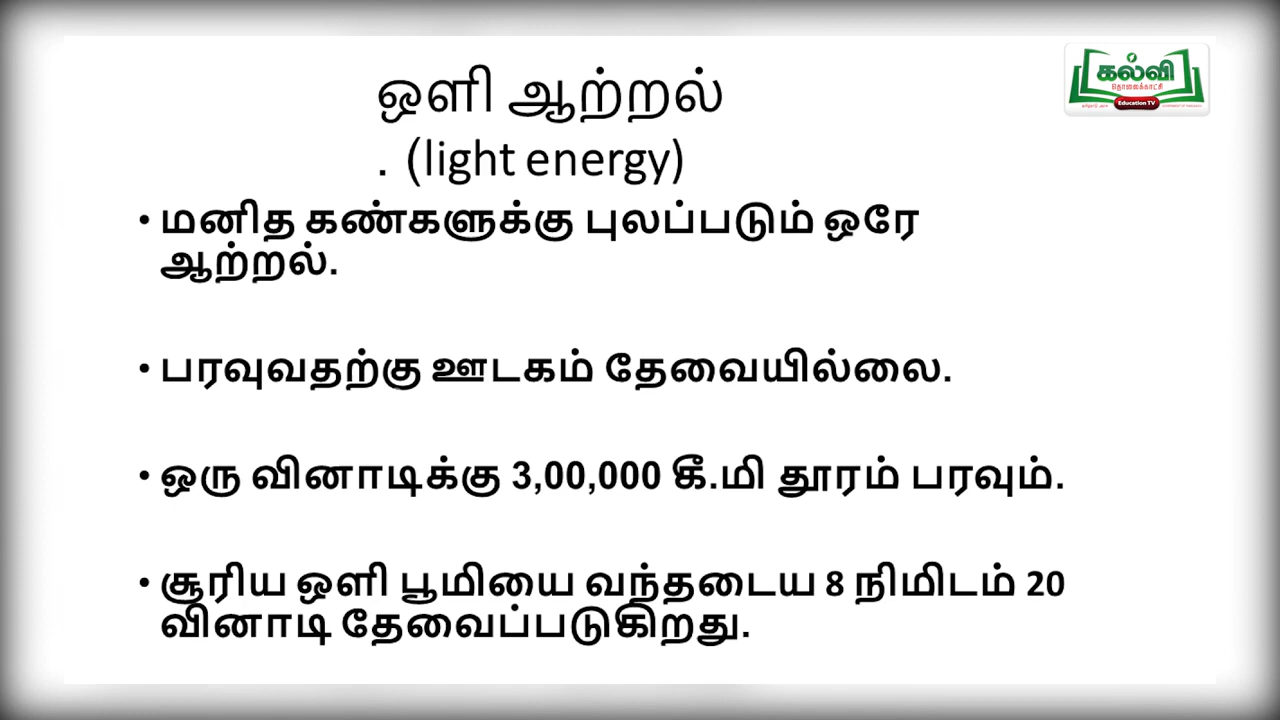 ஒளி ஆற்றல்
. (light energy)
கல்வி
தொலைக்காட்சி
Education TV
• மனித கண்களுக்கு புலப்படும் ஒரே
ஆற்றல்.
• பரவுவதற்கு ஊடகம் தேவையில்லை.
• ஒரு வினாடிக்கு 3,00,000 கீ.மி தூரம் பரவும்.
• சூரிய ஒளி பூமியை வந்தடைய 8 நிமிடம் 20
வினாடி தேவைப்படுகிறது.